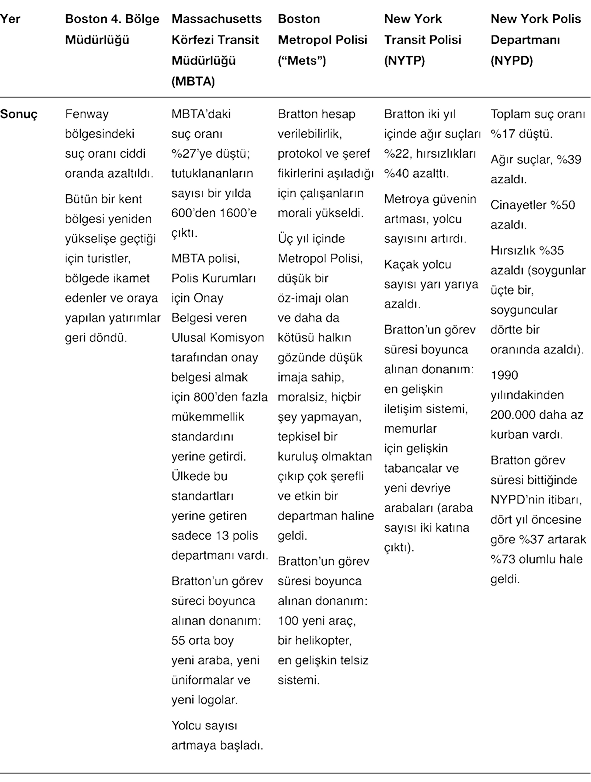 Yer
Boston 4. Bölge
Müdürlüğü
Massachusetts
Körfezi Transit
Müdürlüğü
(MBTA)
Boston
Metropol Polisi
(“Mets”)
New York
Transit Polisi
(NYTP)
New York Polis
Departmanı
(NYPD)
Sonuç
Fenway
bölgesindeki
suç oranı ciddi
oranda azaltıldı.
Bütün bir kent
bölgesi yeniden
yükselişe geçtiği
için turistler,
bölgede ikamet
edenler ve oraya
yapılan yatırımlar
geri döndü.
MBTA’daki
suç oranı
%27’ye düştü;
tutuklananların
sayısı bir yılda
600’den 1600’e
çıktı.
MBTA polisi,
Polis Kurumları
için Onay
Belgesi veren
Ulusal Komisyon
tarafından onay
belgesi almak
için 800’den fazla
mükemmellik
standardını
yerine getirdi.
Ülkede bu
standartları
yerine getiren
sadece 13 polis
departmanı vardı.
Bratton’un görev
süreci boyunca
alınan donanım:
55 orta boy
yeni araba, yeni
üniformalar ve
yeni logolar.
Yolcu sayısı
artmaya başladı.
Bratton hesap
verilebilirlik,
protokol ve şeref
fikirlerini aşıladığı
için çalışanların
morali yükseldi.
Üç yıl içinde
Metropol Polisi,
düşük bir
öz-imajı olan
ve daha da
kötüsü halkın
gözünde düşük
imaja sahip,
moralsiz, hiçbir
şey yapmayan,
tepkisel bir
kuruluş olmaktan
çıkıp çok şerefli
ve etkin bir
departman haline
geldi.
Bratton’un görev
süresi boyunca
alınan donanım:
100 yeni araç,
bir helikopter,
en gelişkin telsiz
sistemi.
Bratton iki yıl
içinde ağır suçları
%22, hırsızlıkları
%40 azalttı.
Metroya güvenin
artması, yolcu
sayısını artırdı.
Kaçak yolcu
sayısı yarı yarıya
azaldı.
Bratton’un görev
süresi boyunca
alınan donanım:
en gelişkin
iletişim sistemi,
memurlar
için gelişkin
tabancalar ve
yeni devriye
arabaları (araba
sayısı iki katına
çıktı).
Toplam suç oranı
%17 düştü.
Ağır suçlar, %39
azaldı.
Cinayetler %50
azaldı.
Hırsızlık %35
azaldı (soygunlar
üçte bir,
soyguncular
dörtte bir
oranında azaldı).
1990
yılındakinden
200.000 daha az
kurban vardı.
Bratton görev
süresi bittiğinde
NYPD’nin itibarı,
dört yıl öncesine
göre %37 artarak
%73 olumlu hale
geldi.